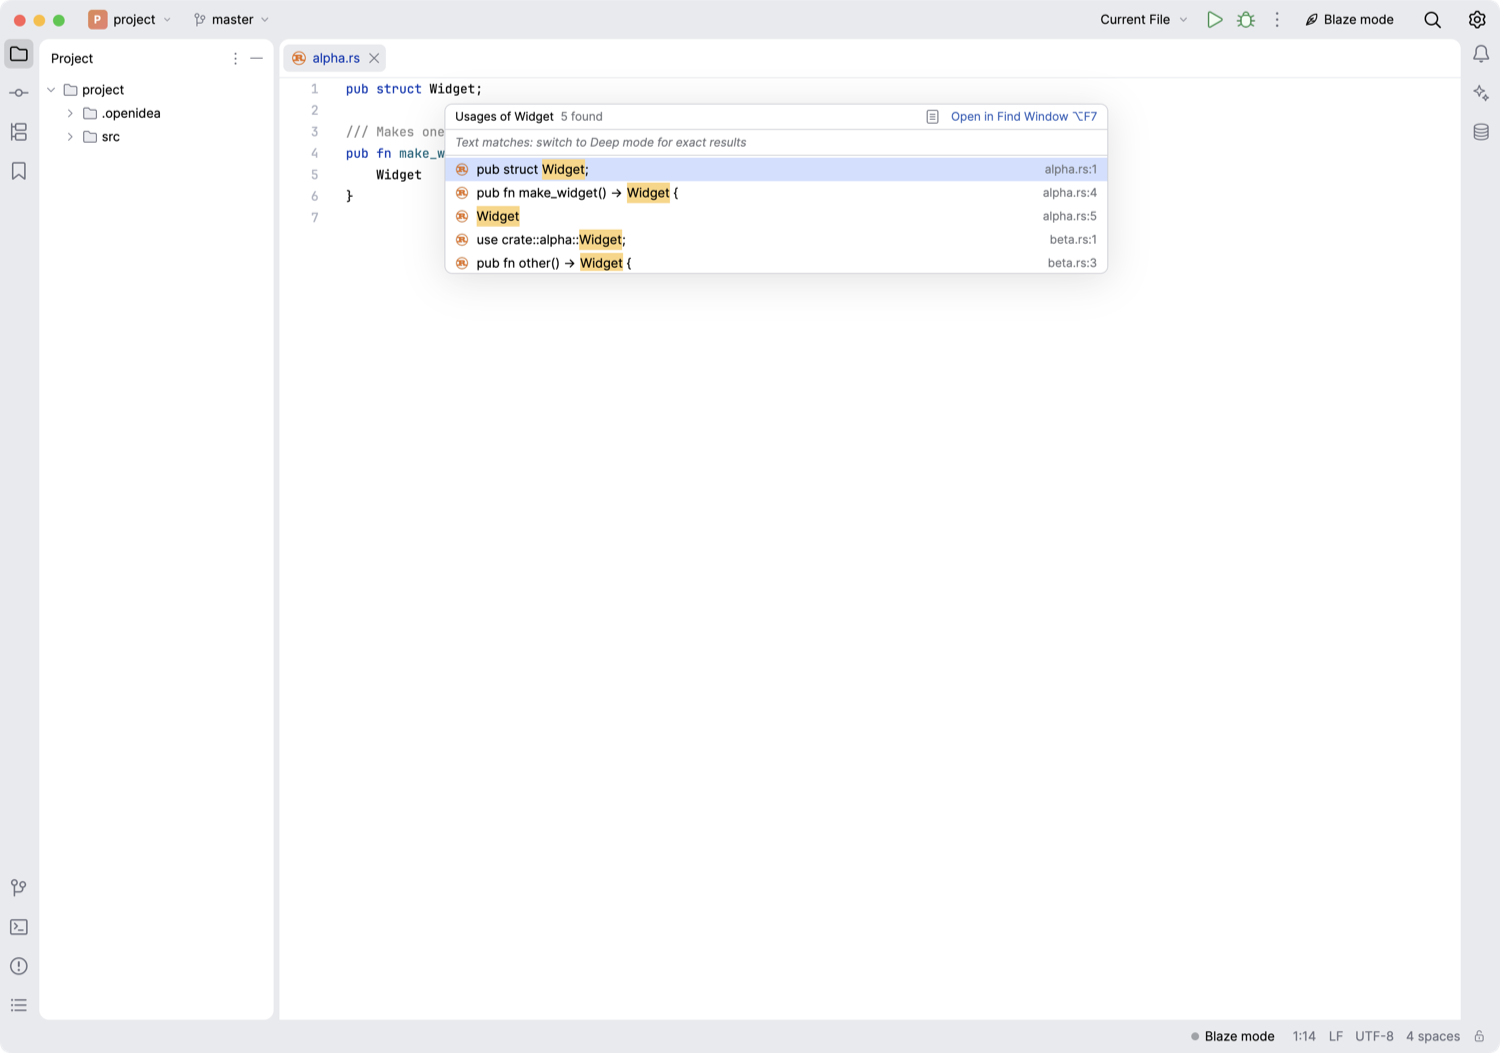 P project master Current File Blaze mode
Project
alpha.rs
project
.openidea
src
1 pub struct Widget;
2
3 /// Makes one
4 pub fn make_w
5 Widget
6 }
7
Usages of Widget 5 found Open in Find Window ⌥F7
Text matches: switch to Deep mode for exact results
pub struct Widget; alpha.rs:1
pub fn make_widget() → Widget { alpha.rs:4
Widget alpha.rs:5
use crate::alpha::Widget; beta.rs:1
pub fn other() → Widget { beta.rs:3
Blaze mode 1:14 LF UTF-8 4 spaces